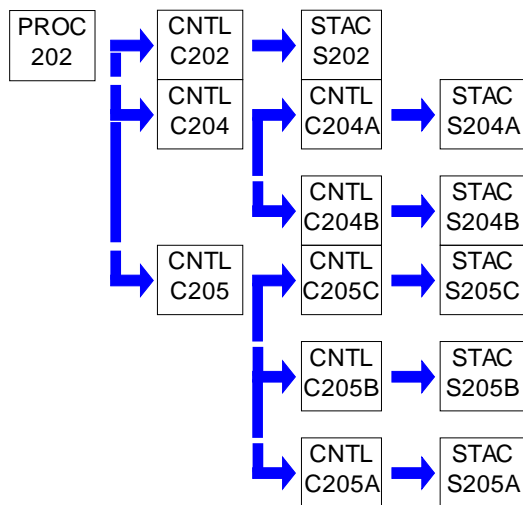 PROC
202
CNTL
C202
STAC
S202
CNTL
C204
CNTL
C204A
STAC
S204A
CNTL
C204B
STAC
S204B
CNTL
C205
CNTL
C205C
STAC
S205C
CNTL
C205B
STAC
S205B
CNTL
C205A
STAC
S205A